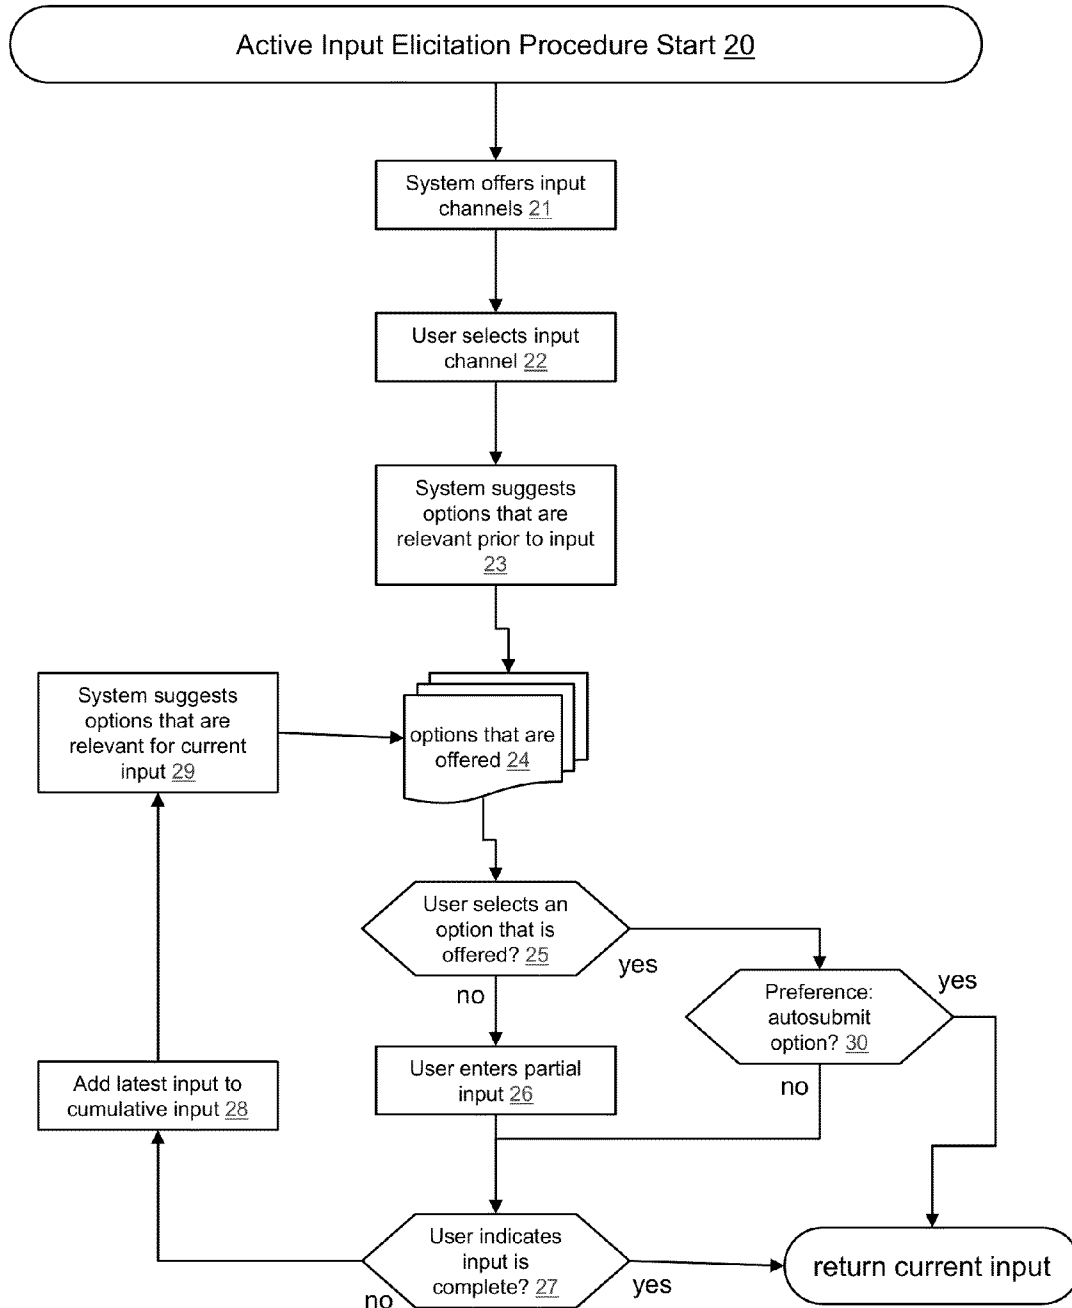 Active Input Elicitation Procedure Start 20
System offers input
channels 21
User selects input
channel 22
System suggests
options that are
relevant prior to input
23
System suggests
options that are
relevant for current
input 29
options that are
offered 24
User selects an
option that is
offered? 25
yes
no
Preference:
autosubmit
option? 30
yes
no
User enters partial
input 26
Add latest input to
cumulative input 28
User indicates
input is
complete? 27
yes
no
return current input